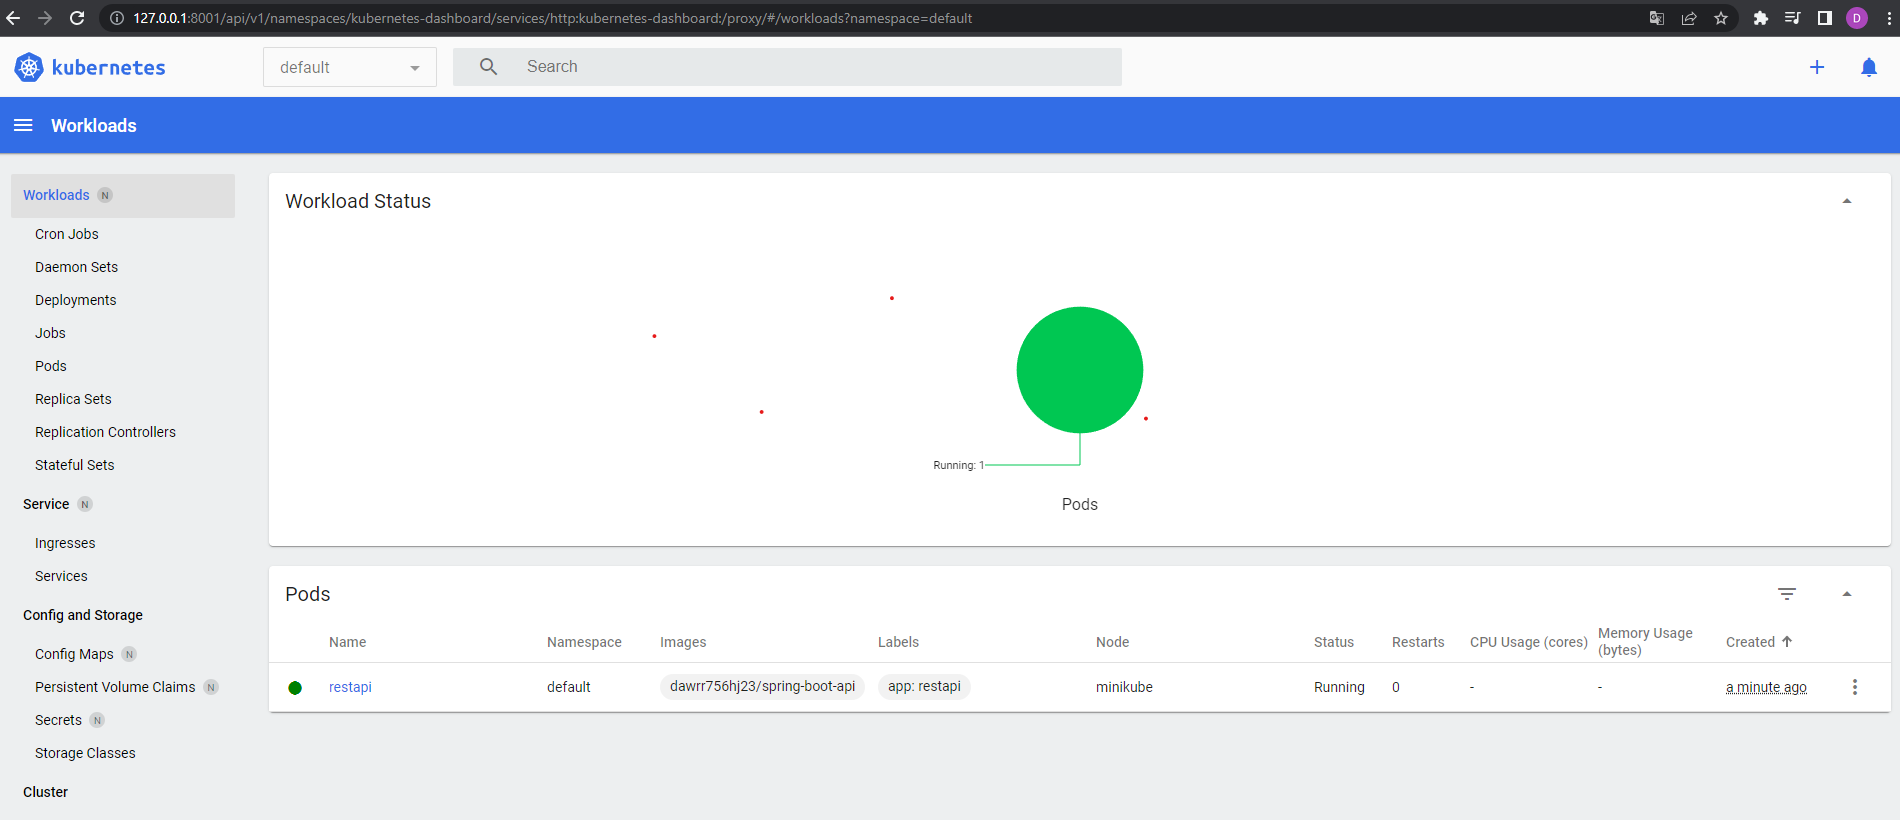 127.0.0.1:8001/api/v1/namespaces/kubernetes-dashboard/services/http:kubernetes-dashboard:/proxy/#/workloads?namespace=default
D
kubernetes
default
Search
Workloads
Workloads N
Cron Jobs
Daemon Sets
Deployments
Jobs
Pods
Replica Sets
Replication Controllers
Stateful Sets
Service N
Ingresses
Services
Config and Storage
Config Maps N
Persistent Volume Claims N
Secrets N
Storage Classes
Cluster
Workload Status
Running: 1
Pods
Pods
Name Namespace Images Labels Node Status Restarts CPU Usage (cores) Memory Usage (bytes) Created
restapi default dawrr756hj23/spring-boot-api app: restapi minikube Running 0 - - a minute ago